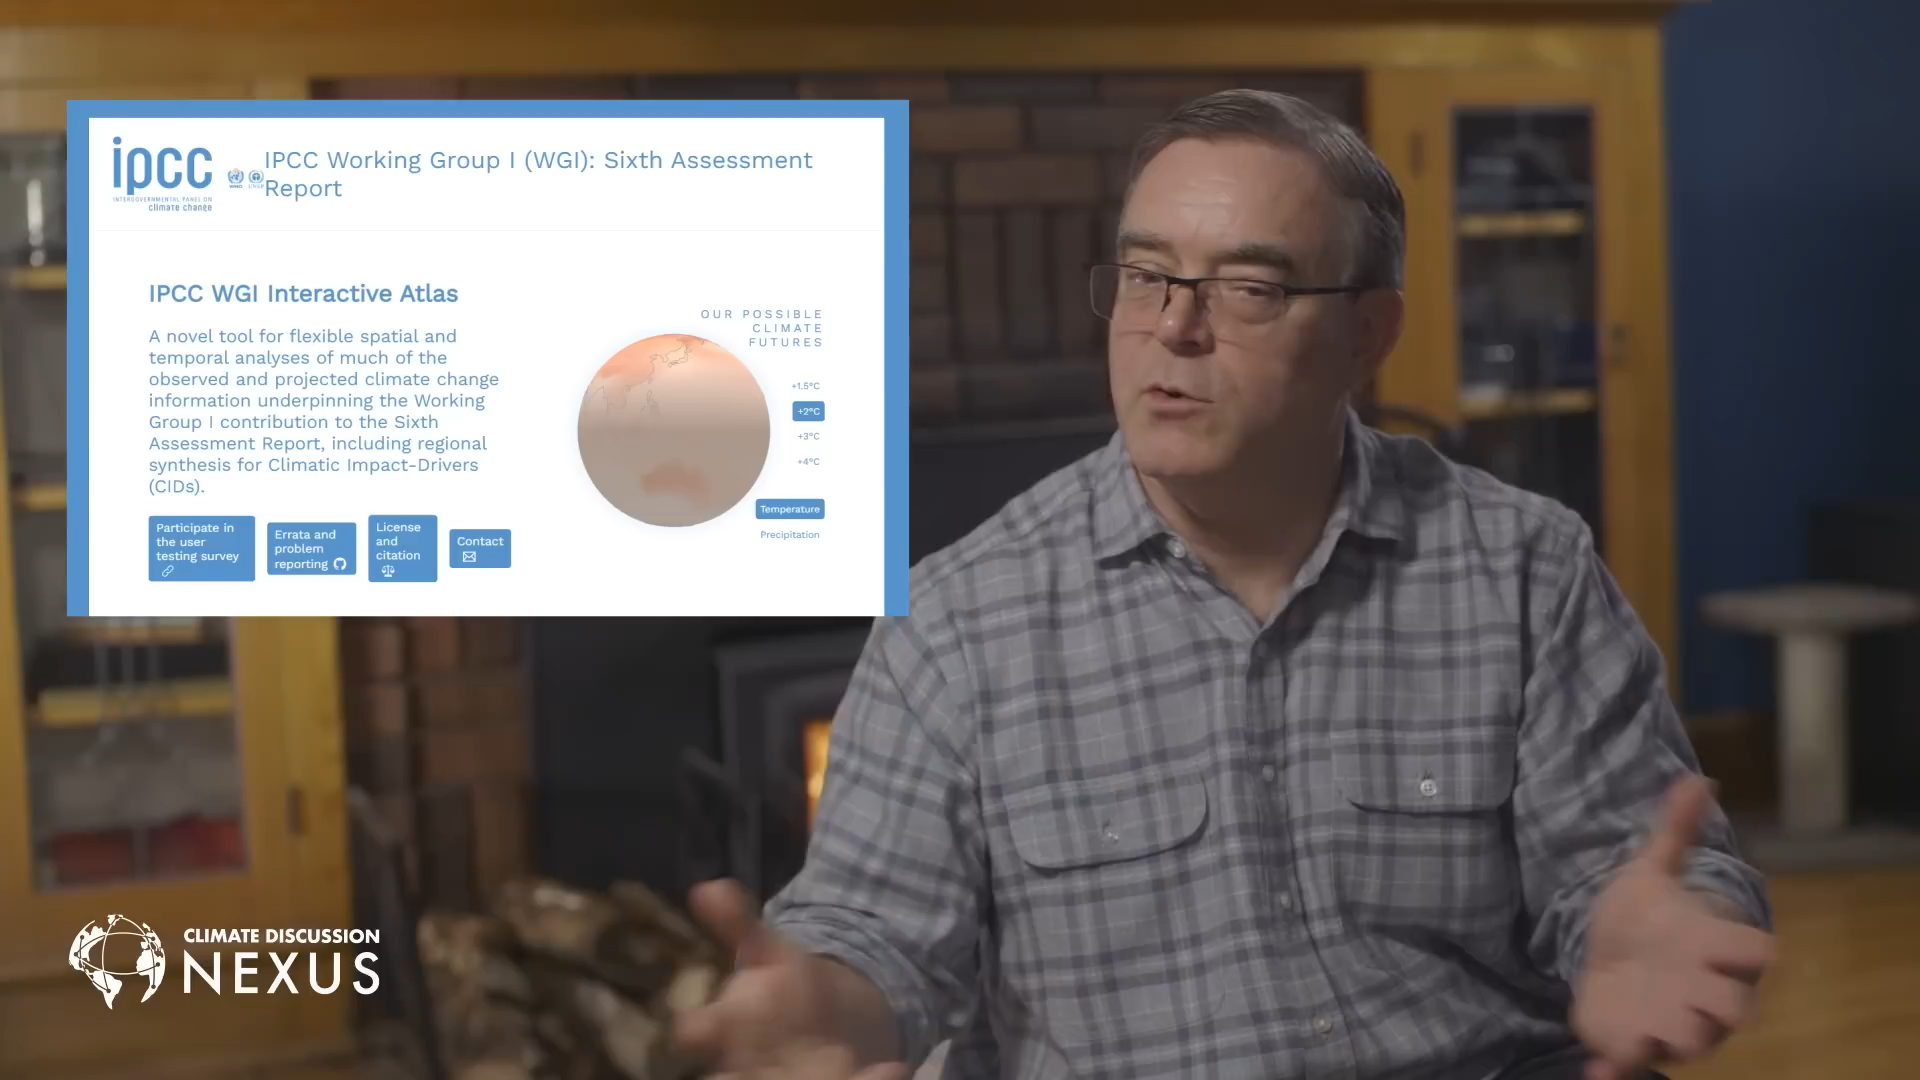 ipcc
INTERGOVERNMENTAL PANEL ON
climate change
IPCC Working Group I (WGI): Sixth Assessment
Report
IPCC WGI Interactive Atlas
A novel tool for flexible spatial and
temporal analyses of much of the
observed and projected climate change
information underpinning the Working
Group I contribution to the Sixth
Assessment Report, including regional
synthesis for Climatic Impact-Drivers
(CIDs).
Participate in
the user
testing survey
Errata and
problem
reporting
License
and
citation
Contact
OUR POSSIBLE
CLIMATE
FUTURES
+1.5°C
+2°C
+3°C
+4°C
Temperature
Precipitation
CLIMATE DISCUSSION
NEXUS